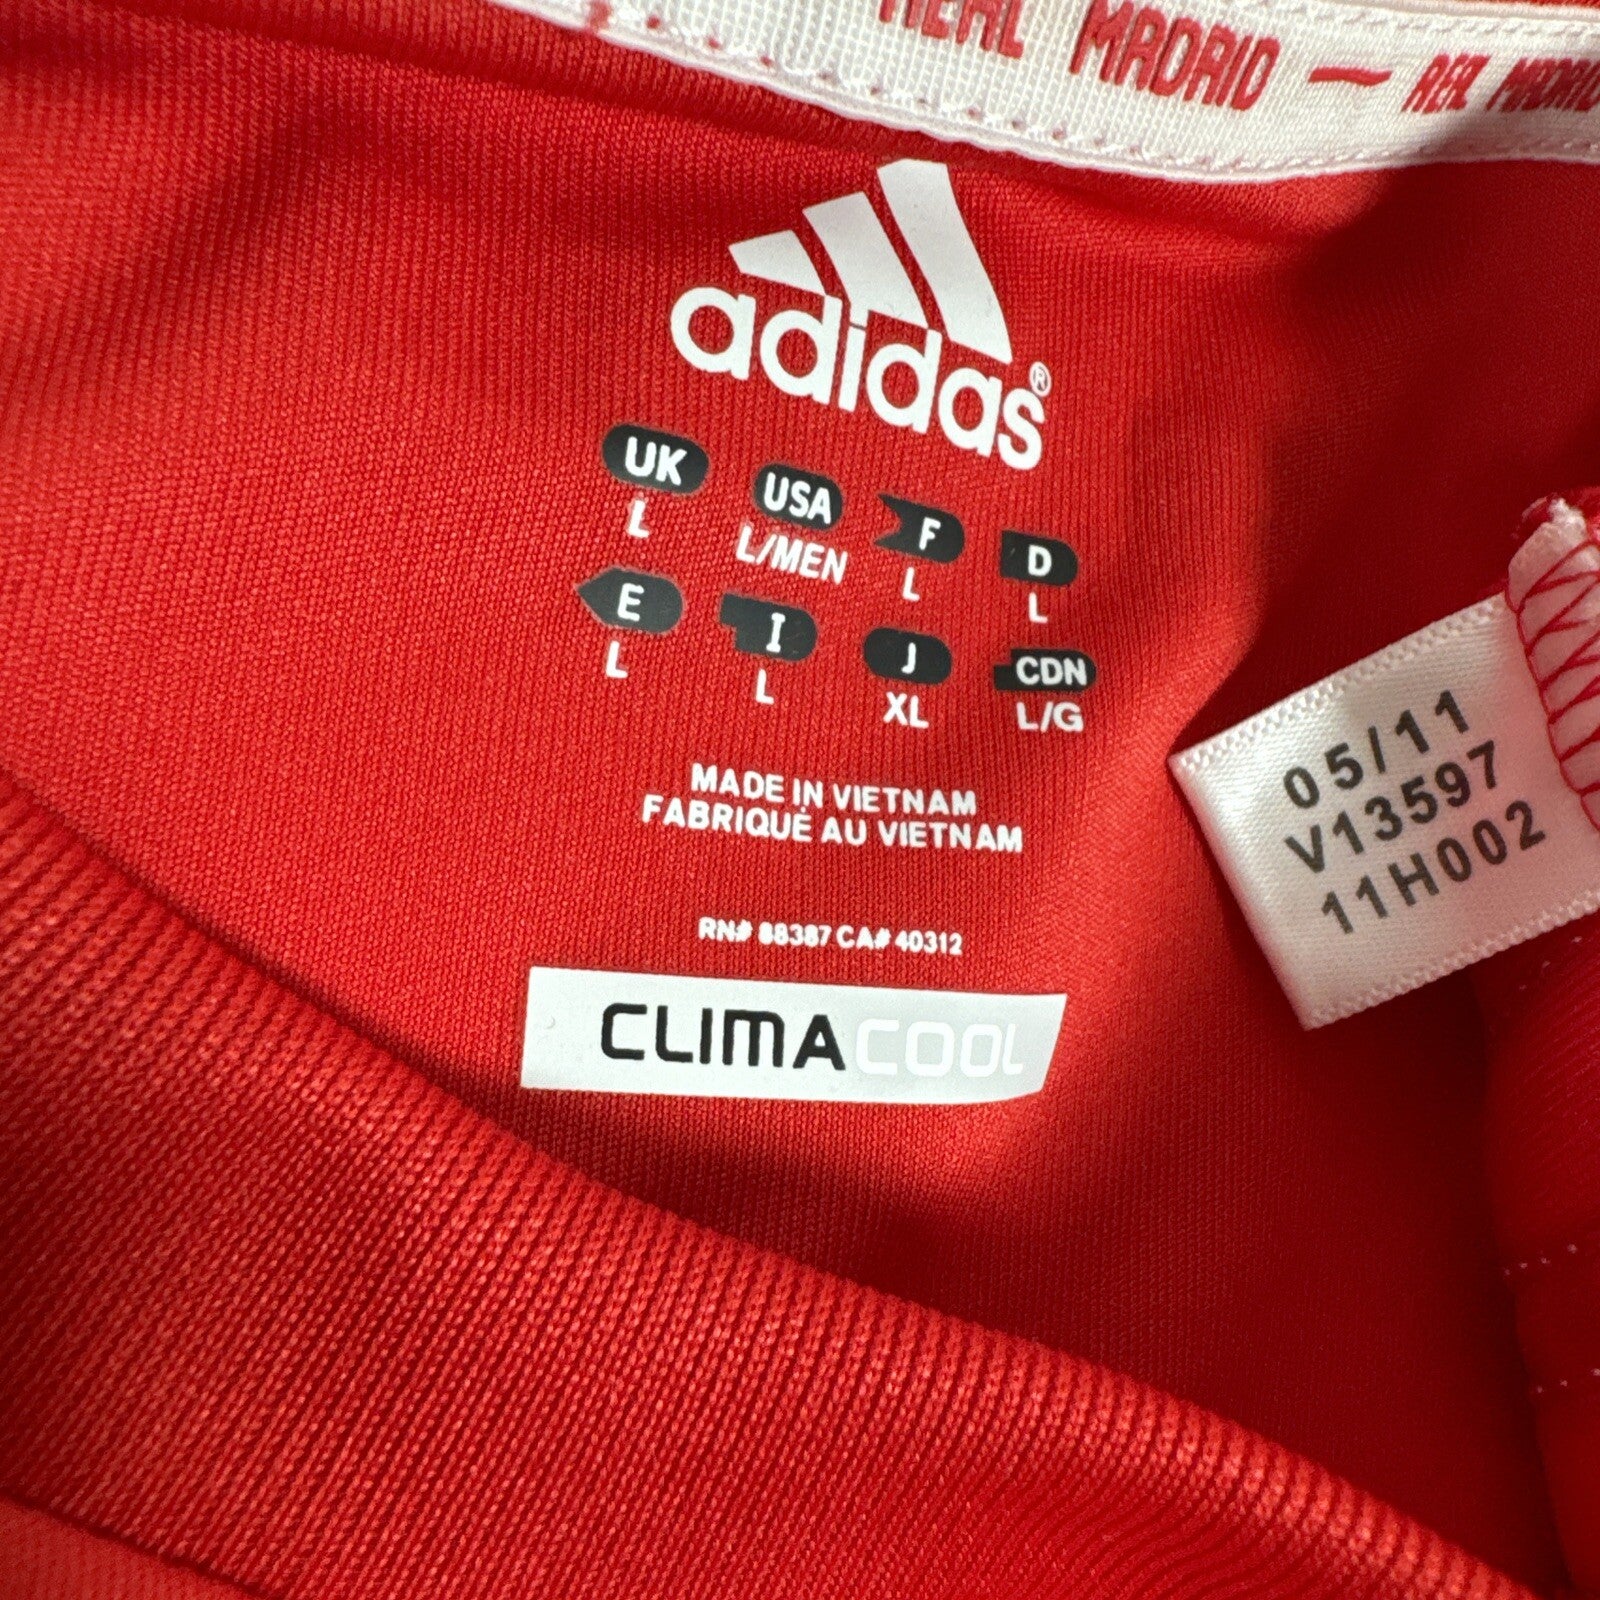 REAL MADRID — REAL MADRID
adidas®
UK USA F D
L L/MEN L L
E I J CDN
L L XL L/G
MADE IN VIETNAM
FABRIQUÉ AU VIETNAM
RN# 88387 CA# 40312
CLIMACOOL
05/11
V13597
11H002